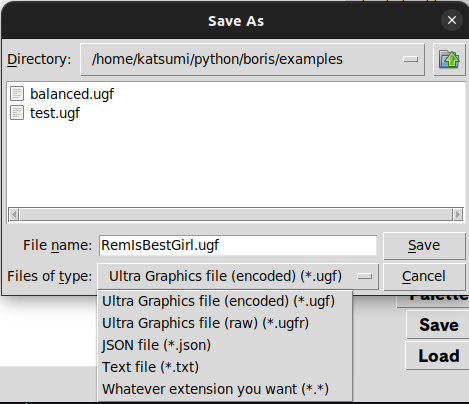 Save As
Directory: /home/katsumi/python/boris/examples
balanced.ugf
test.ugf
File name: RemIsBestGirl.ugf Save
Files of type: Ultra Graphics file (encoded) (*.ugf) Cancel
Ultra Graphics file (encoded) (*.ugf)
Ultra Graphics file (raw) (*.ugfr)
JSON file (*.json)
Text file (*.txt)
Whatever extension you want (*.*)
Palette
Save
Load